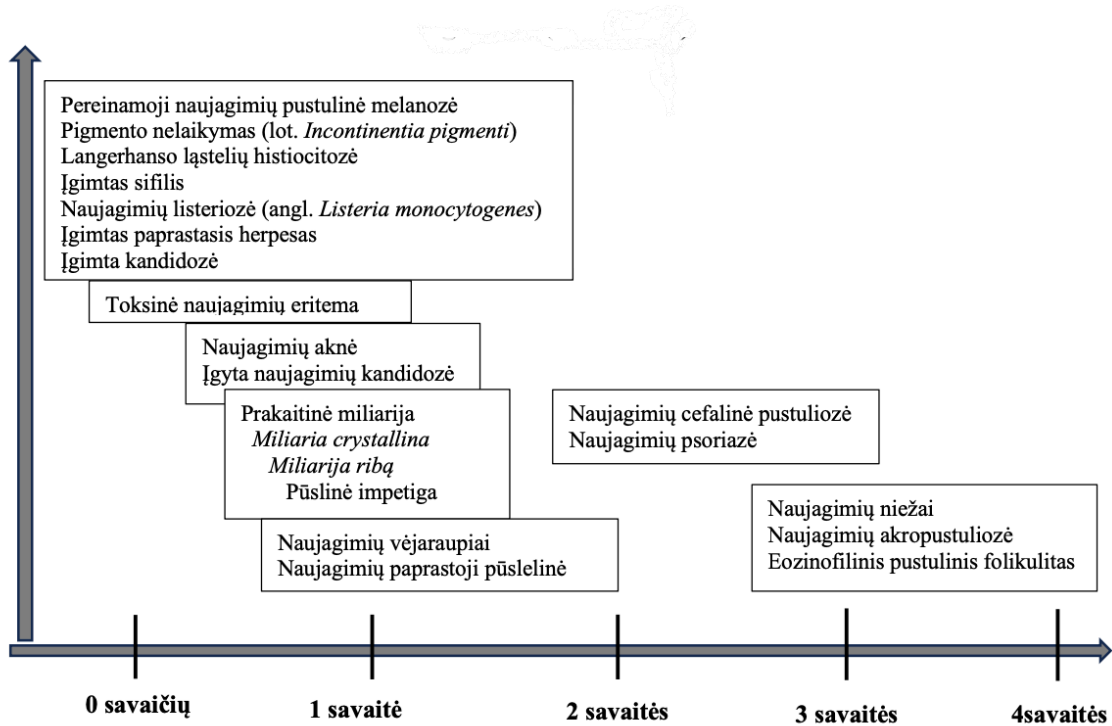 Pereinamoji naujagimių pustulinė melanozė
Pigmento nelaikymas (lot. Incontinentia pigmenti)
Langerhanso ląstelių histiocitozė
Įgimtas sifilis
Naujagimių listeriozė (angl. Listeria monocytogenes)
Įgimtas paprastasis herpesas
Įgimta kandidozė
Toksinė naujagimių eritema
Naujagimių aknė
Įgyta naujagimių kandidozė
Prakaitinė miliarija
Miliaria crystallina
Miliarija ribą
Pūslinė impetiga
Naujagimių vėjaraupiai
Naujagimių paprastoji pūslelinė
Naujagimių cefalinė pustuliozė
Naujagimių psoriazė
Naujagimių niežai
Naujagimių akropustuliozė
Eozinofilinis pustulinis folikulitas
0 savaičių
1 savaitė
2 savaitės
3 savaitės
4savaitės